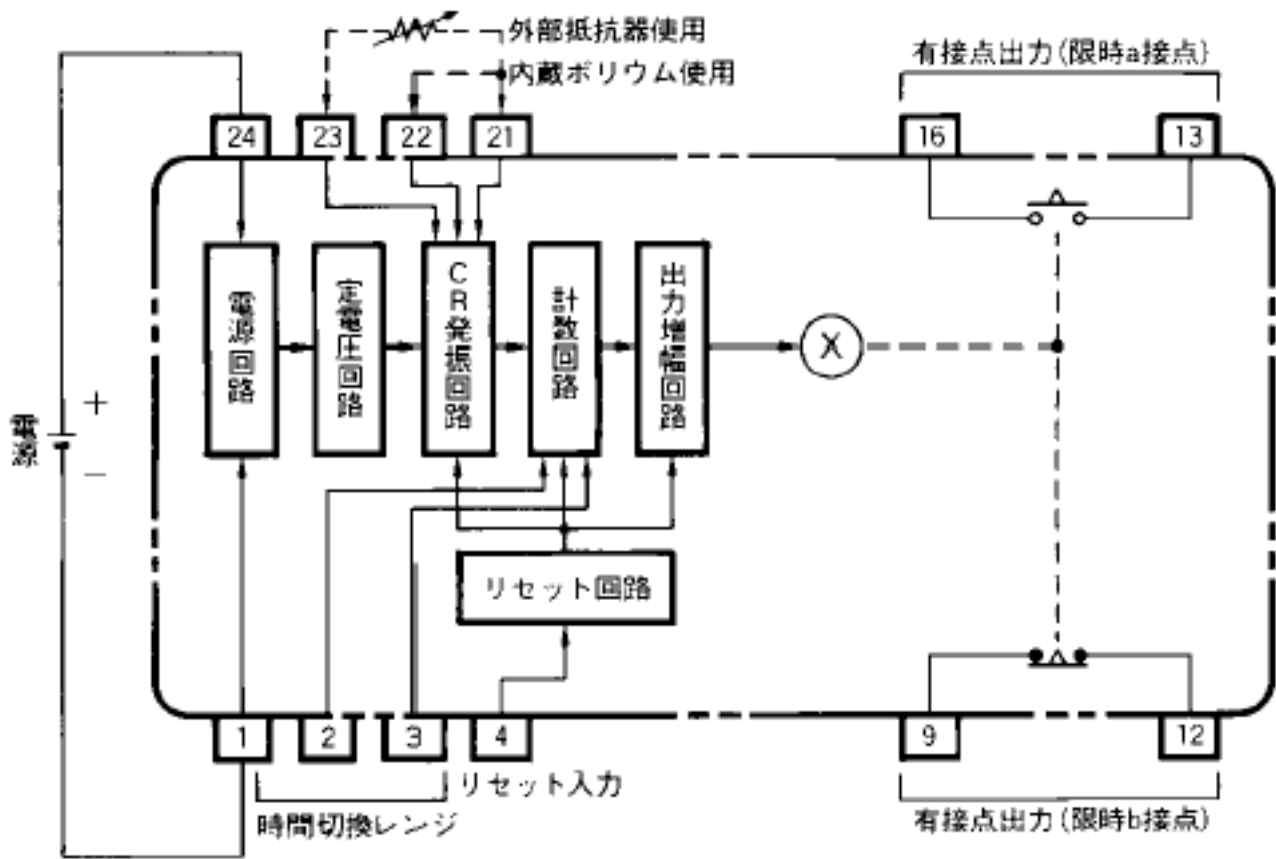 外部抵抗器使用
内蔵ボリウム使用
有接点出力(限時a接点)
24
23
22
21
16
13
電源回路
定電圧回路
CR発振回路
計数回路
出力増幅回路
X
+
電源
−
リセット回路
1
2
3
4
9
12
リセット入力
時間切換レンジ
有接点出力(限時b接点)